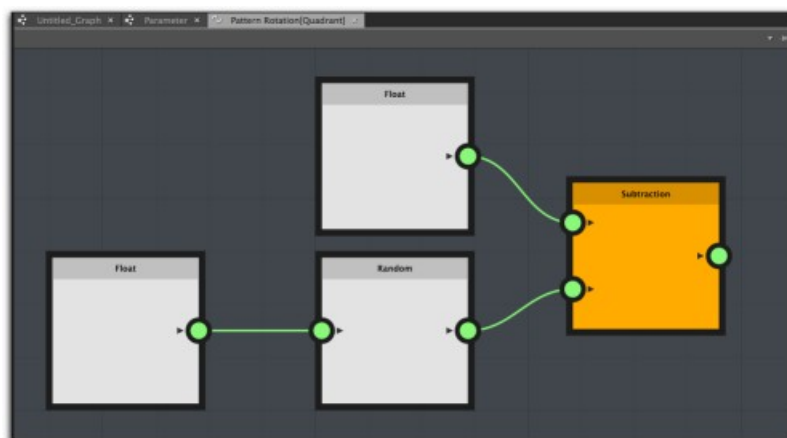 Untitled_Graph × Parameter × Pattern Rotation[Quadrant] ×
Float
Subtraction
Float
Random